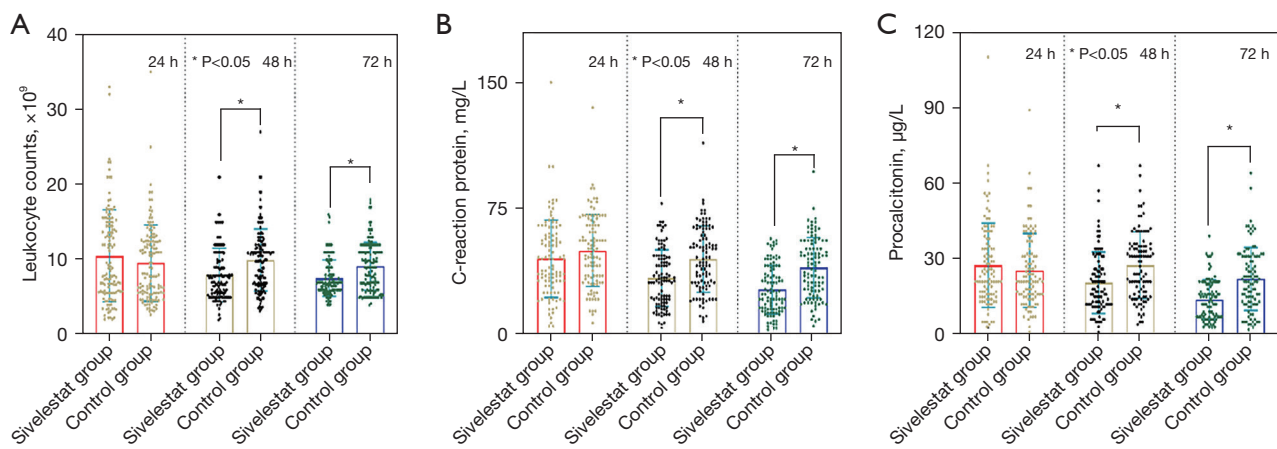 A
Leukocyte counts, ×10⁹
40
30
20
10
0
24 h
* P<0.05
48 h
72 h
*
*
Sivelestat group
Control group
Sivelestat group
Control group
Sivelestat group
Control group
B
C-reaction protein, mg/L
150
75
0
24 h
* P<0.05
48 h
72 h
*
*
Sivelestat group
Control group
Sivelestat group
Control group
Sivelestat group
Control group
C
Procalcitonin, μg/L
120
90
60
30
0
24 h
* P<0.05
48 h
72 h
*
*
Sivelestat group
Control group
Sivelestat group
Control group
Sivelestat group
Control group